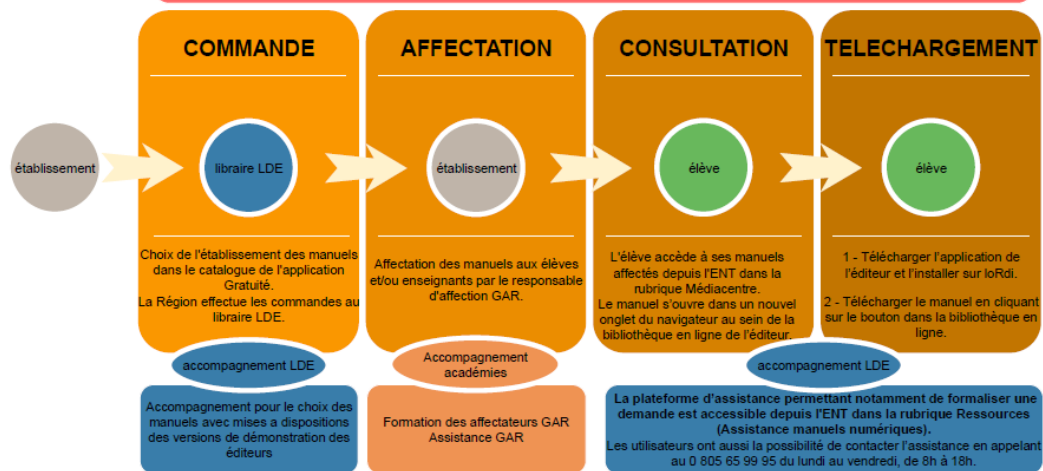 COMMANDE
AFFECTATION
CONSULTATION
TELECHARGEMENT
établissement
libraire LDE
établissement
élève
élève
Choix de l'établissement des manuels
dans le catalogue de l'application
Gratuité.
La Région effectue les commandes au
libraire LDE.
Affectation des manuels aux élèves
et/ou enseignants par le responsable
d'affection GAR.
L'élève accède à ses manuels
affectés depuis l'ENT dans la
rubrique Médiacentre.
Le manuel s'ouvre dans un nouvel
onglet du navigateur au sein de la
bibliothèque en ligne de l'éditeur.
1 - Télécharger l'application de
l'éditeur et l'installer sur loRdi.
2 - Télécharger le manuel en cliquant
sur le bouton dans la bibliothèque en
ligne.
accompagnement LDE
Accompagnement
académies
accompagnement LDE
Accompagnement pour le choix des
manuels avec mises a dispositions
des versions de démonstration des
éditeurs
Formation des affectateurs GAR
Assistance GAR
La plateforme d'assistance permettant notamment de formaliser une
demande est accessible depuis l'ENT dans la rubrique Ressources
(Assistance manuels numériques).
Les utilisateurs ont aussi la possibilité de contacter l'assistance en appelant
au 0 805 65 99 95 du lundi au vendredi, de 8h à 18h.